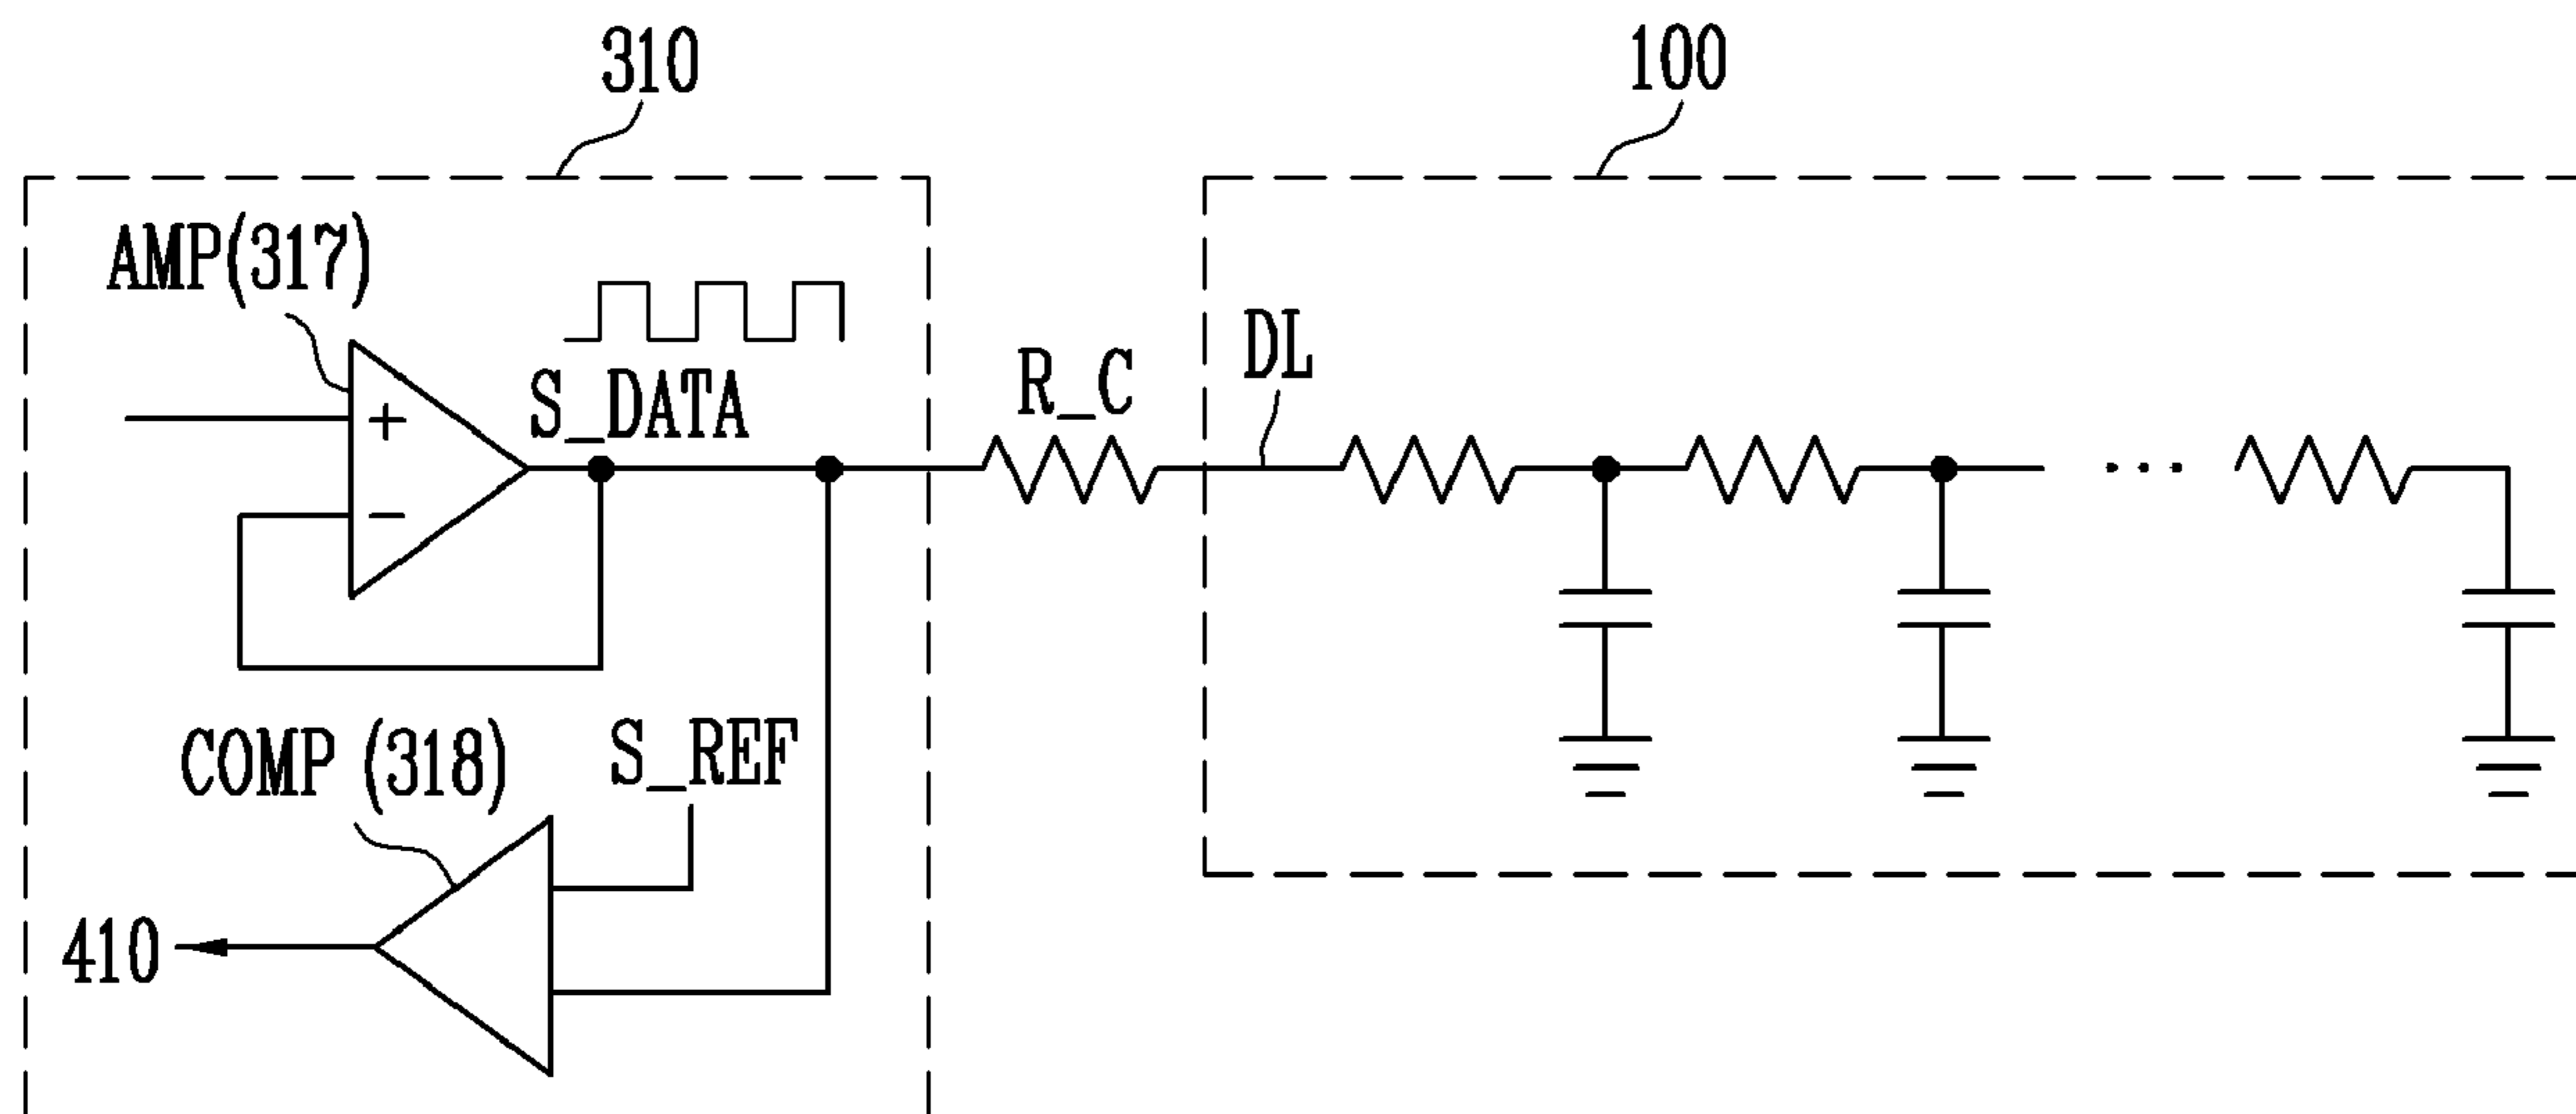 310
100
AMP(317)
+
−
S_DATA
R_C
DL
...
COMP (318)
S_REF
410